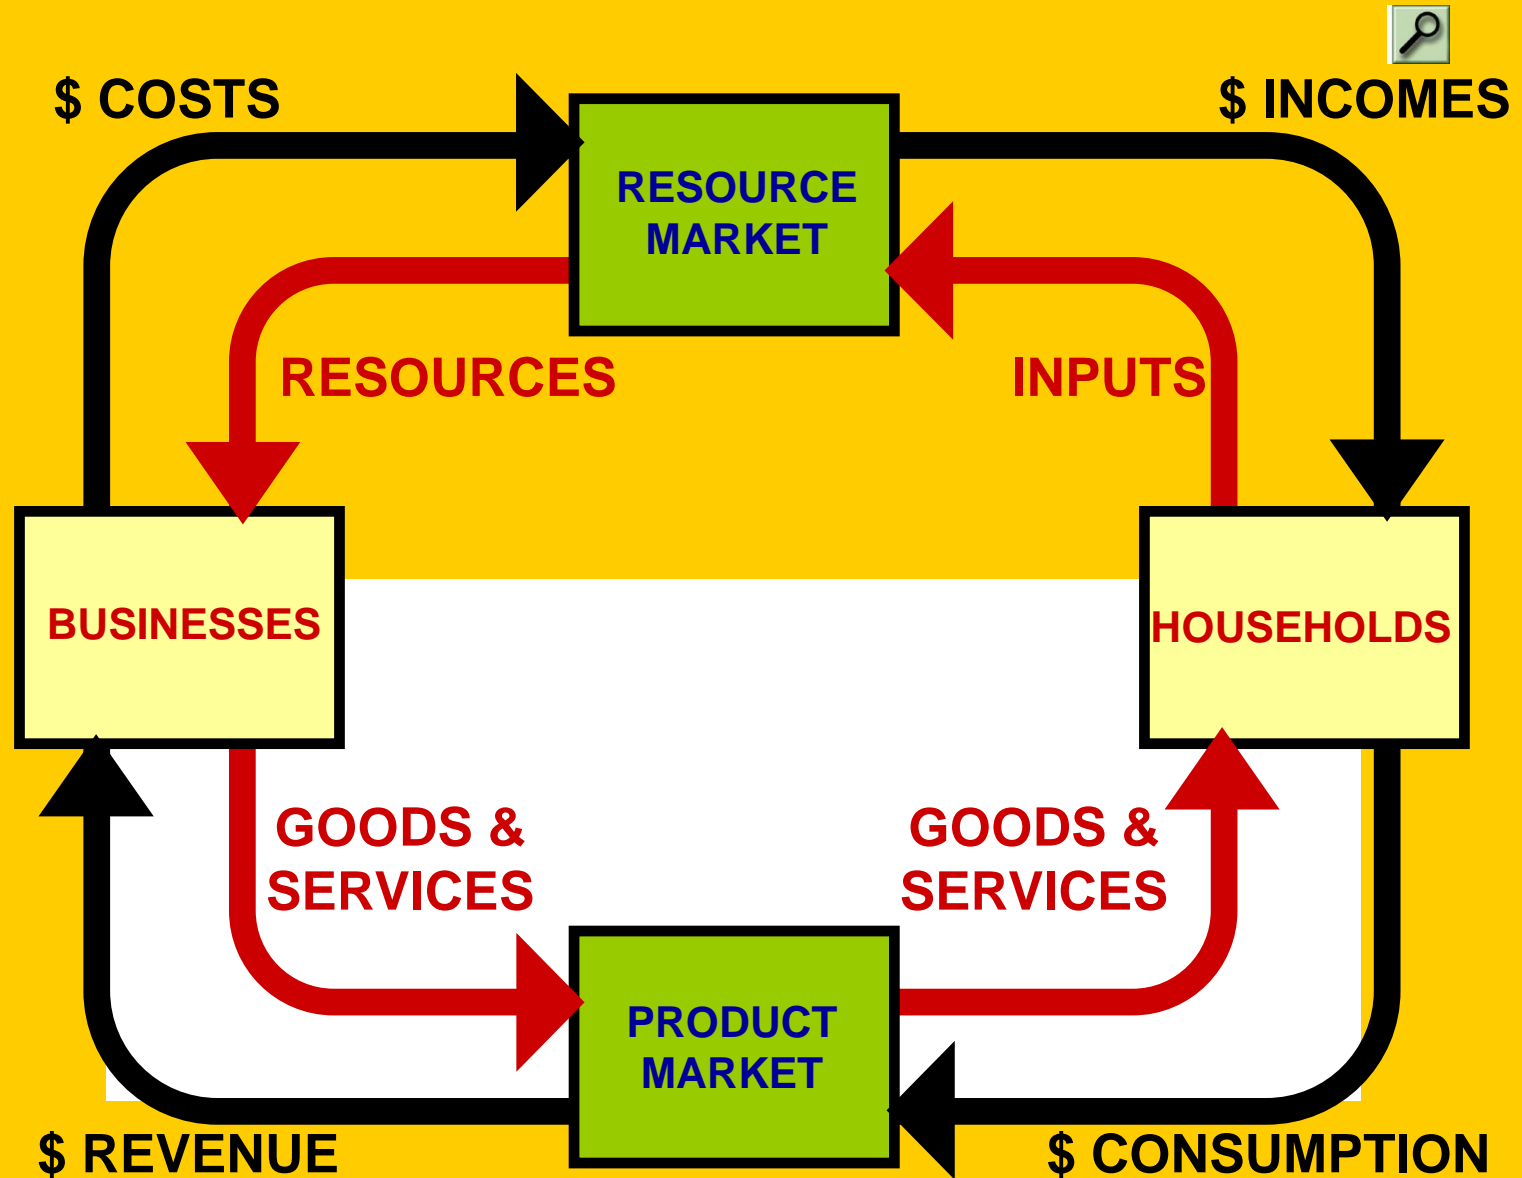 $ COSTS
$ INCOMES
RESOURCE
MARKET
RESOURCES
INPUTS
BUSINESSES
HOUSEHOLDS
GOODS &
SERVICES
GOODS &
SERVICES
PRODUCT
MARKET
$ REVENUE
$ CONSUMPTION